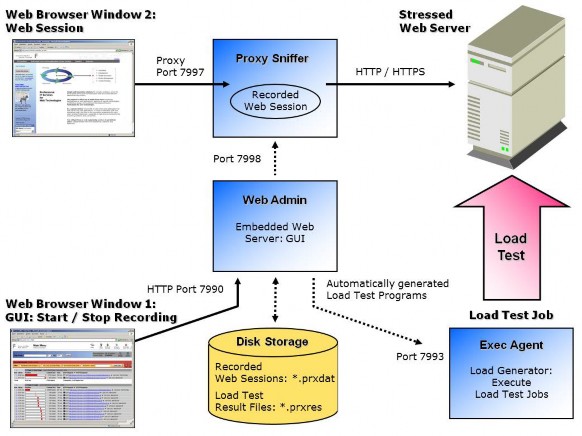 Web Browser Window 2:
Web Session
Proxy
Port 7997
Proxy Sniffer
Recorded
Web Session
HTTP / HTTPS
Stressed
Web Server
Port 7998
Web Admin
Embedded Web
Server: GUI
HTTP Port 7990
Automatically generated
Load Test Programs
Load
Test
Web Browser Window 1:
GUI: Start / Stop Recording
Disk Storage
Recorded
Web Sessions: *.prxdat
Load Test
Result Files: *.prxres
Port 7993
Load Test Job
Exec Agent
Load Generator:
Execute
Load Test Jobs